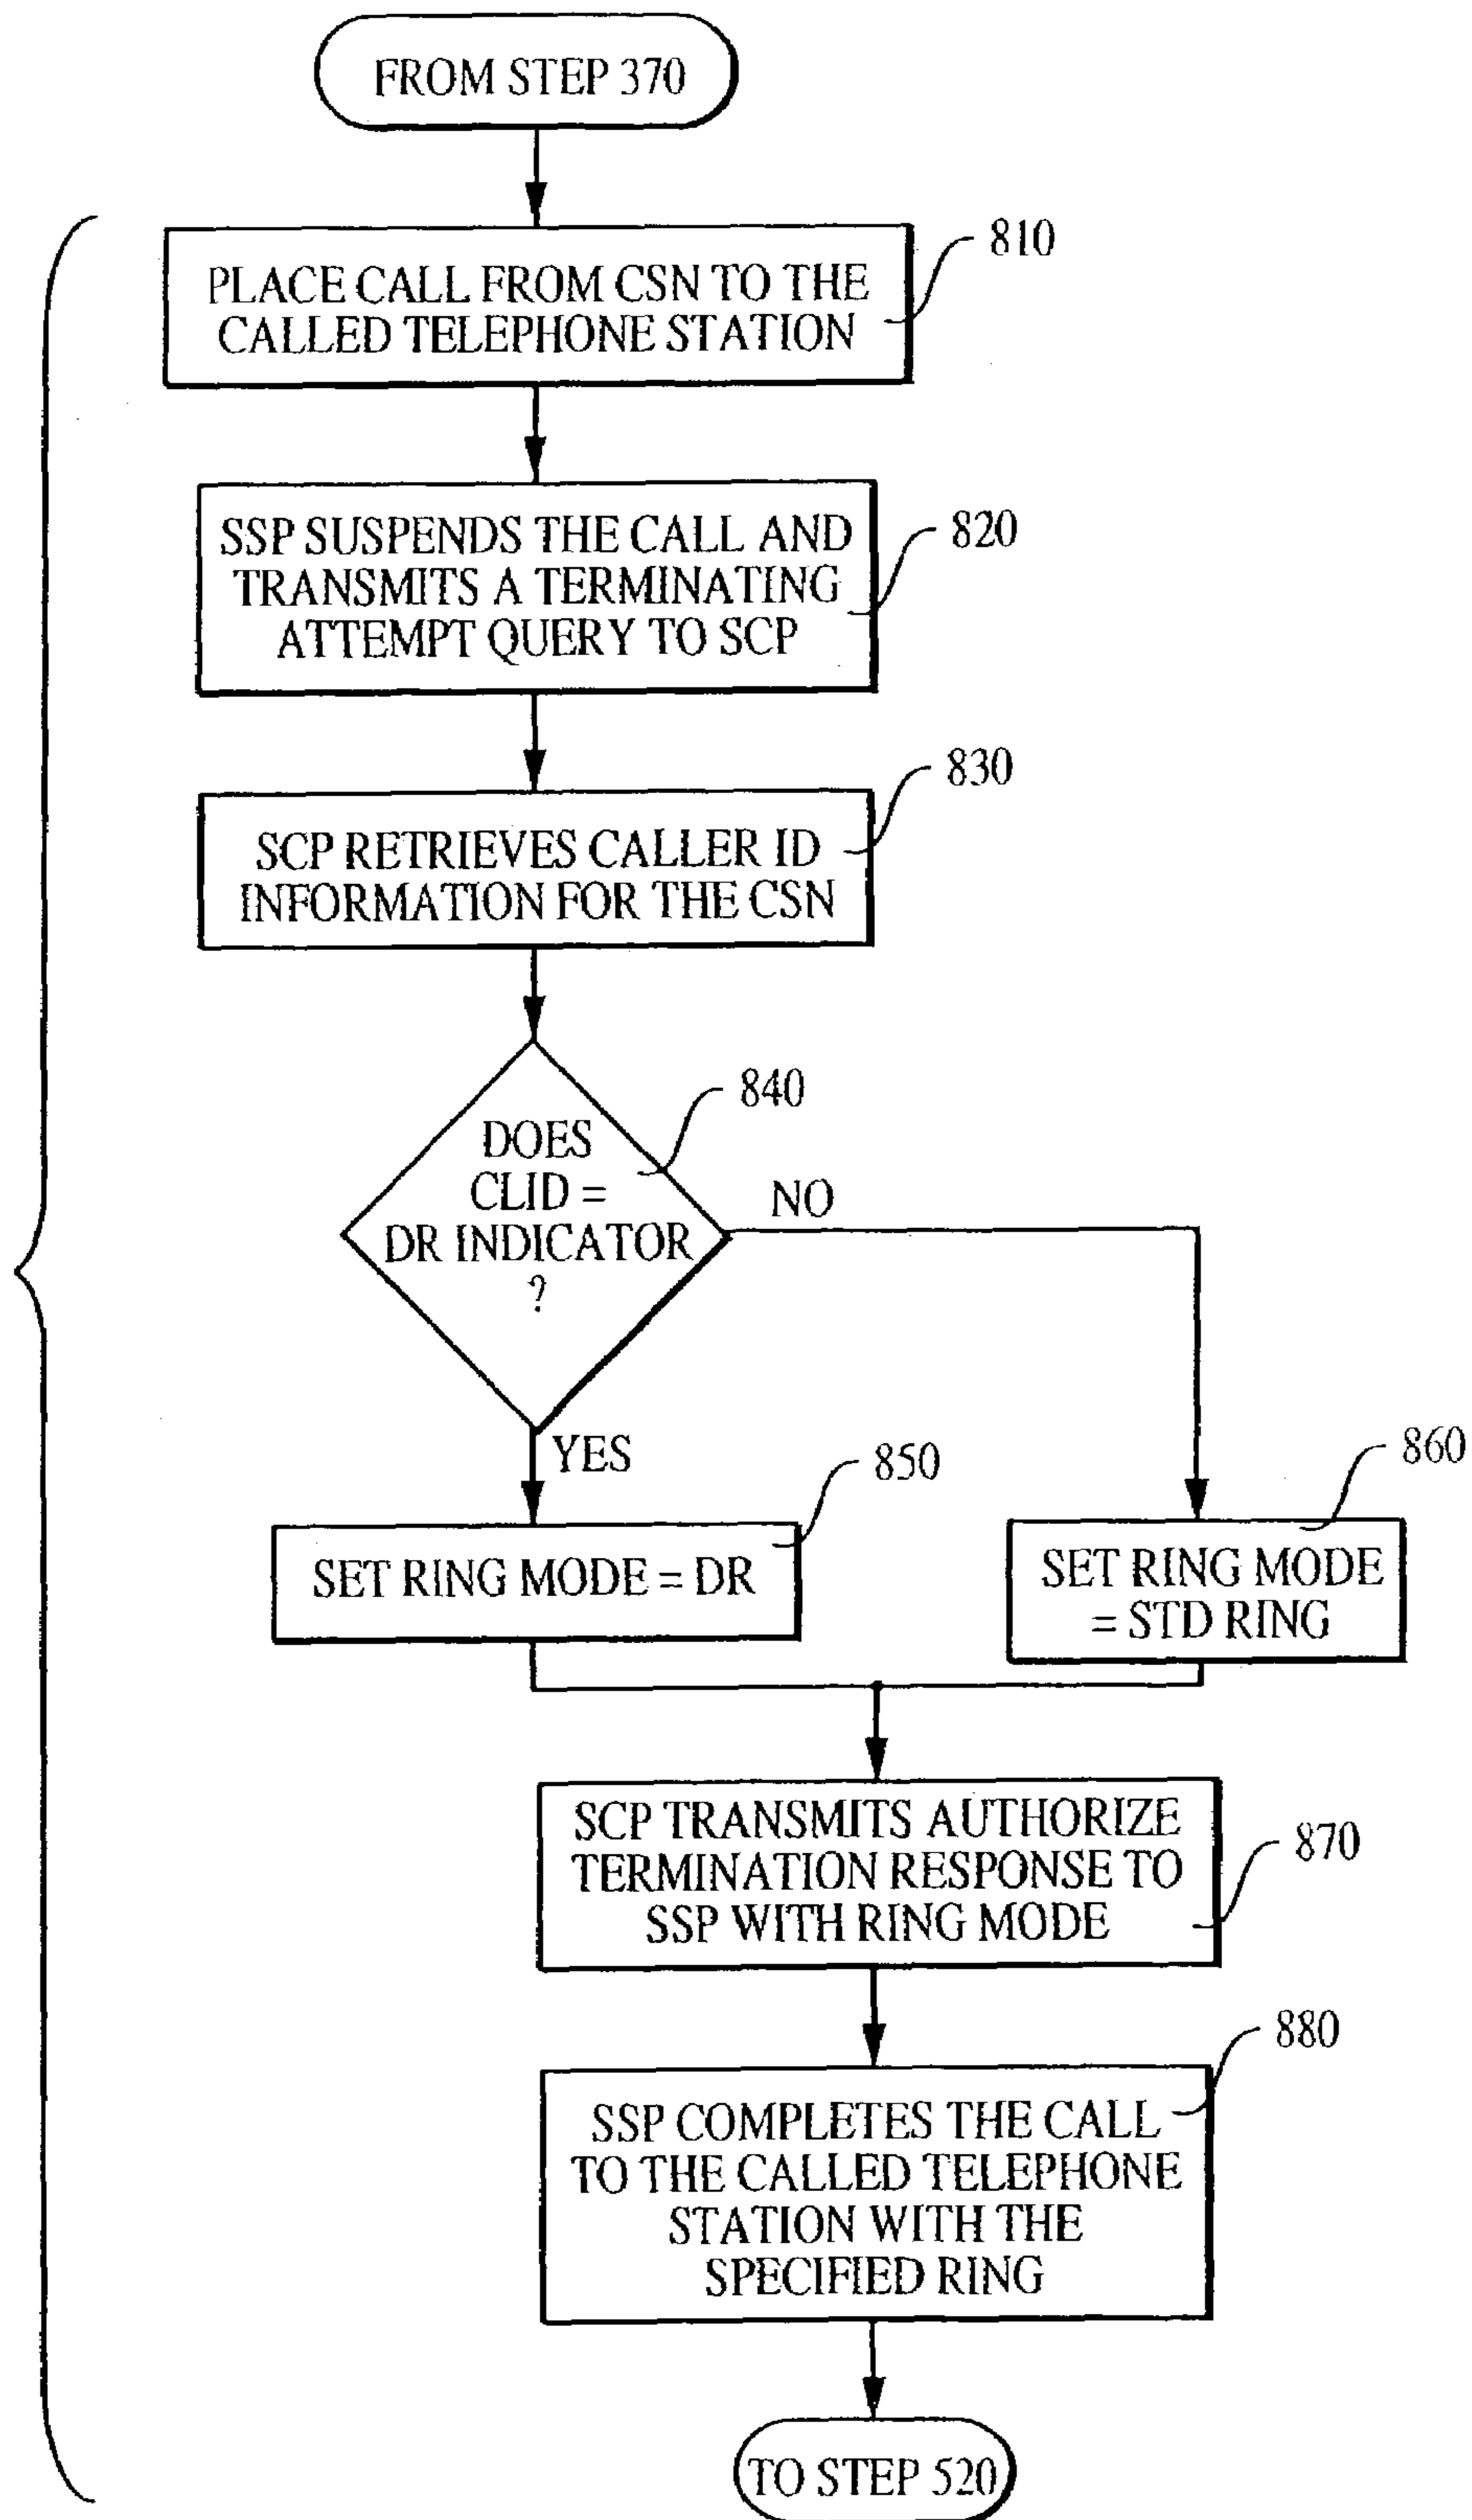 FROM STEP 370
810
PLACE CALL FROM CSN TO THE
CALLED TELEPHONE STATION
820
SSP SUSPENDS THE CALL AND
TRANSMITS A TERMINATING
ATTEMPT QUERY TO SCP
830
SCP RETRIEVES CALLER ID
INFORMATION FOR THE CSN
840
DOES
CLID =
DR INDICATOR
?
NO
YES
850
SET RING MODE = DR
860
SET RING MODE
= STD RING
SCP TRANSMITS AUTHORIZE
TERMINATION RESPONSE TO
SSP WITH RING MODE
870
880
SSP COMPLETES THE CALL
TO THE CALLED TELEPHONE
STATION WITH THE
SPECIFIED RING
TO STEP 520